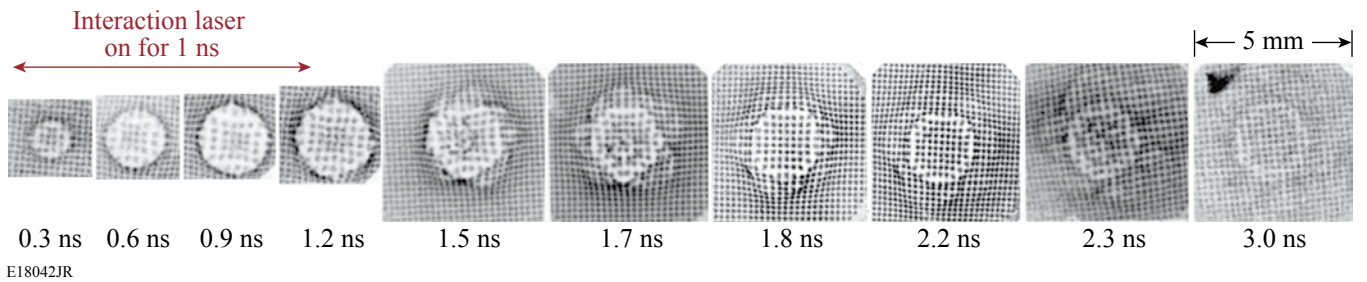 Interaction laser
on for 1 ns
5 mm
0.3 ns 0.6 ns 0.9 ns 1.2 ns 1.5 ns 1.7 ns 1.8 ns 2.2 ns 2.3 ns 3.0 ns
E18042JR